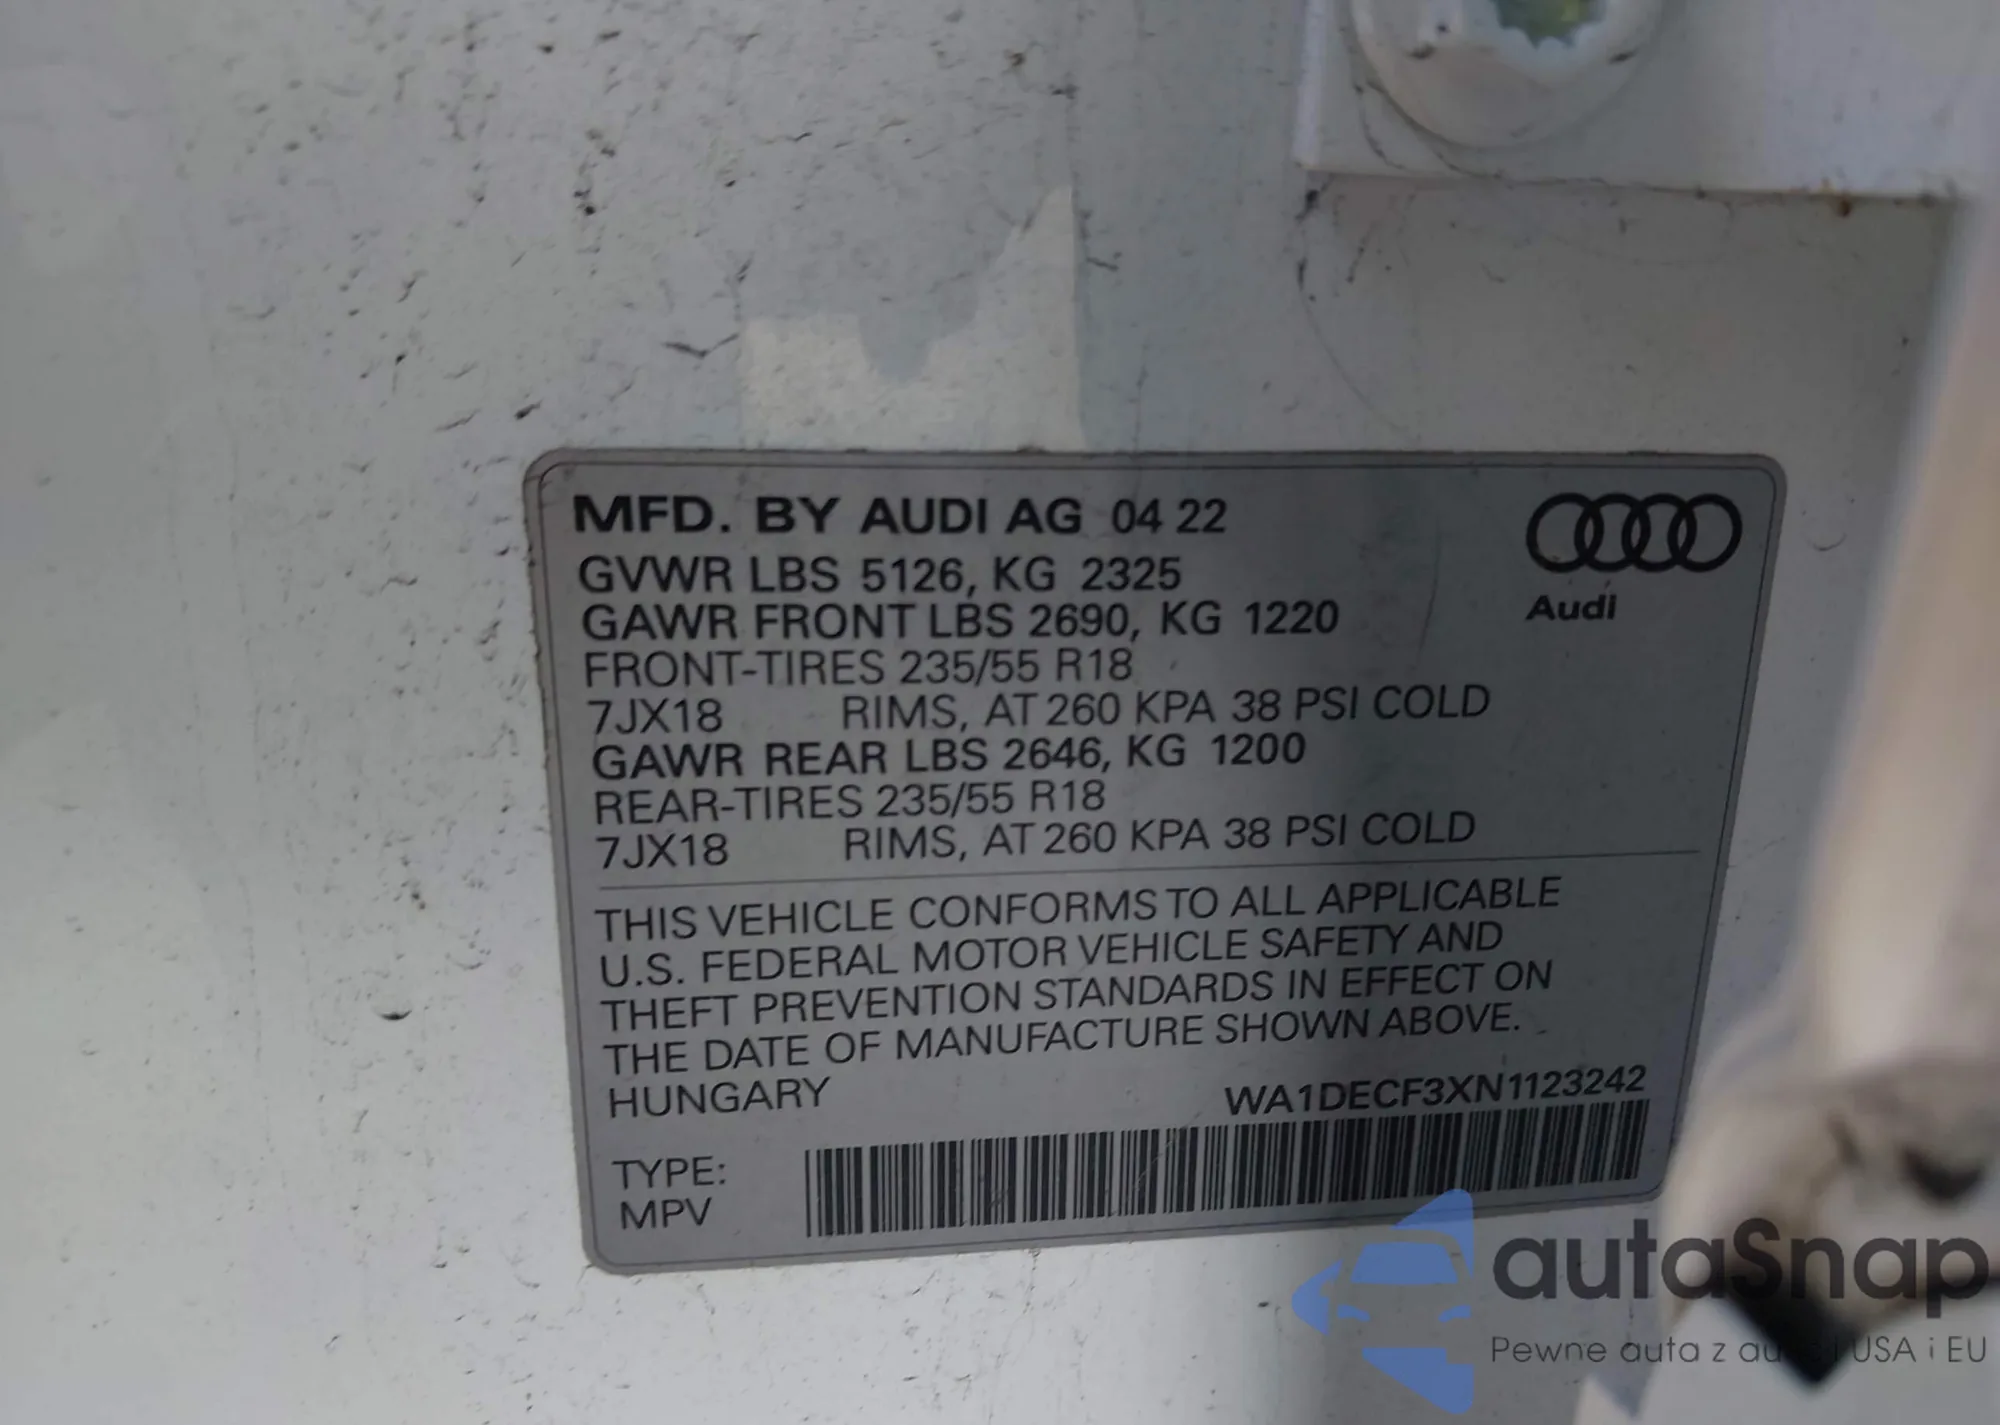 MFD. BY AUDI AG 04 22
GVWR LBS 5126, KG 2325
GAWR FRONT LBS 2690, KG 1220
FRONT-TIRES 235/55 R18
7JX18 RIMS, AT 260 KPA 38 PSI COLD
GAWR REAR LBS 2646, KG 1200
REAR-TIRES 235/55 R18
7JX18 RIMS, AT 260 KPA 38 PSI COLD
Audi
THIS VEHICLE CONFORMS TO ALL APPLICABLE
U.S. FEDERAL MOTOR VEHICLE SAFETY AND
THEFT PREVENTION STANDARDS IN EFFECT ON
THE DATE OF MANUFACTURE SHOWN ABOVE.
HUNGARY WA1DECF3XN1123242
TYPE:
MPV
autaSnap
Pewne auta z USA i EU